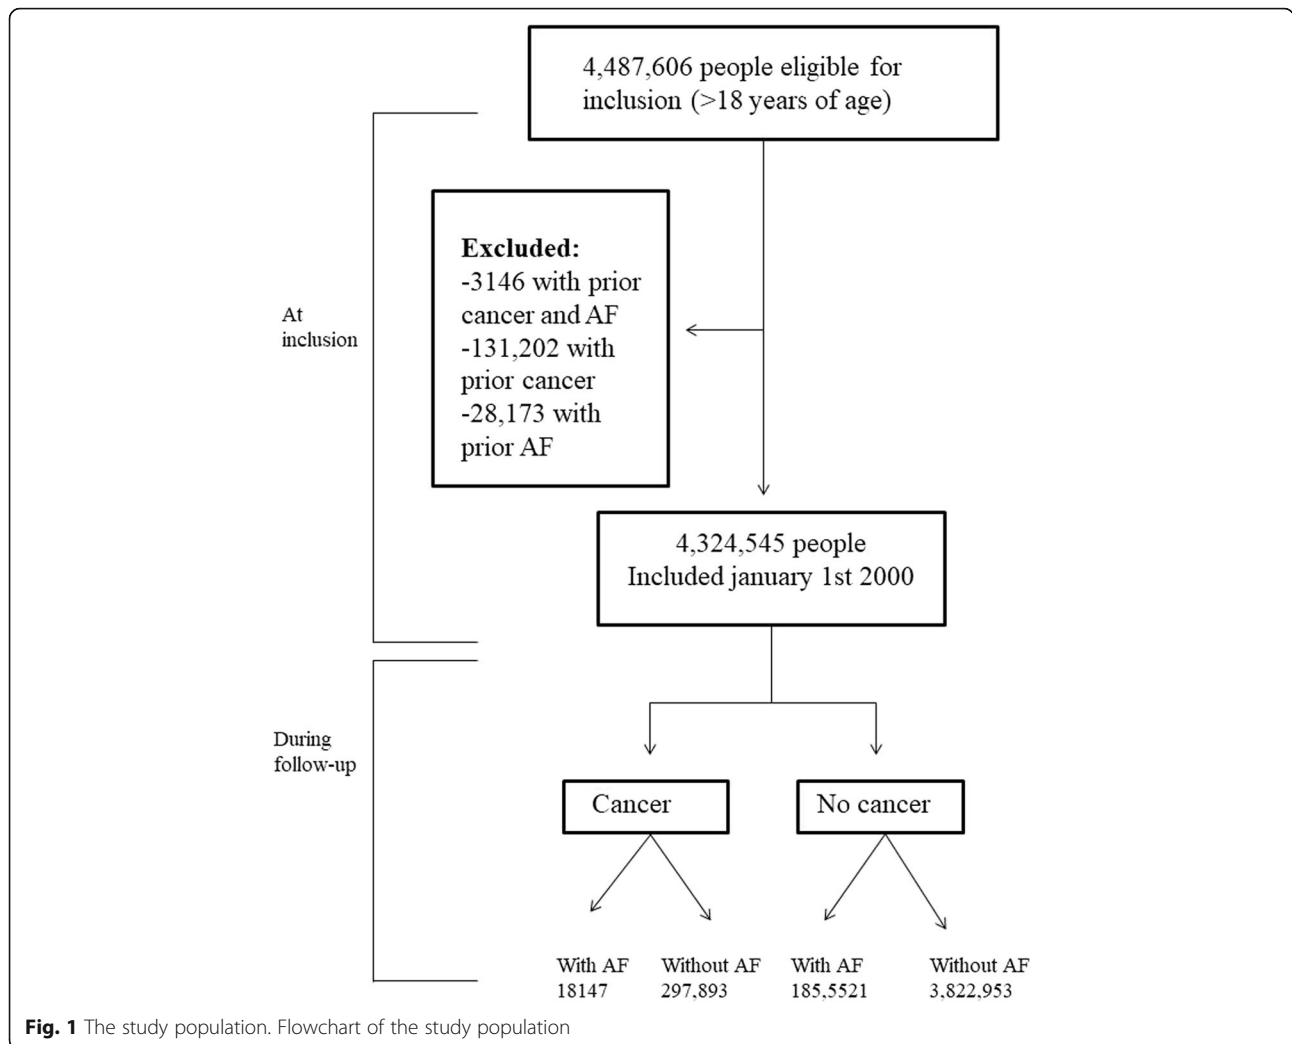 4,487,606 people eligible for
inclusion (>18 years of age)
Excluded:
-3146 with prior
cancer and AF
-131,202 with
prior cancer
-28,173 with
prior AF
At
inclusion
4,324,545 people
Included january 1st 2000
During
follow-up
Cancer
No cancer
With AF
18147
Without AF
297,893
With AF
185,5521
Without AF
3,822,953
Fig. 1 The study population. Flowchart of the study population